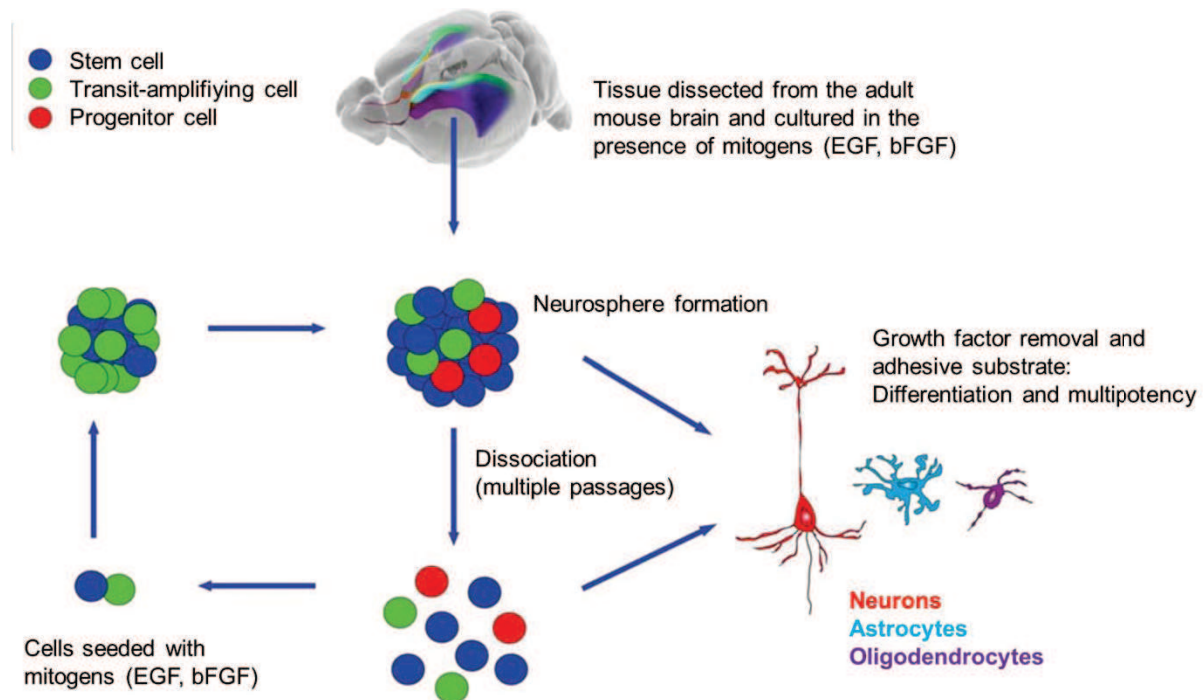 Stem cell
Transit-amplifiying cell
Progenitor cell
Tissue dissected from the adult
mouse brain and cultured in the
presence of mitogens (EGF, bFGF)
Neurosphere formation
Growth factor removal and
adhesive substrate:
Differentiation and multipotency
Dissociation
(multiple passages)
Cells seeded with
mitogens (EGF, bFGF)
Neurons
Astrocytes
Oligodendrocytes